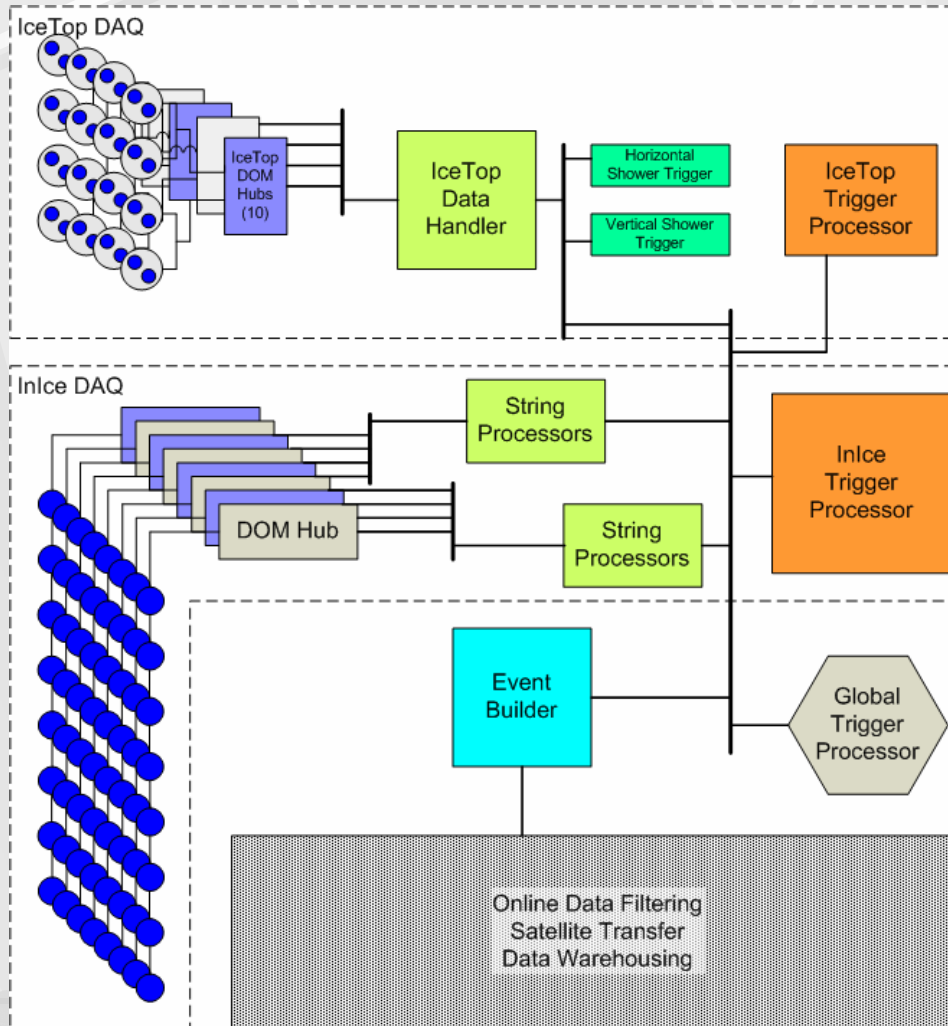 IceTop DAQ
IceTop
DOM
Hubs
(10)
IceTop
Data
Handler
Horizontal
Shower Trigger
Vertical Shower
Trigger
IceTop
Trigger
Processor
InIce DAQ
String
Processors
InIce
Trigger
Processor
DOM Hub
String
Processors
Event
Builder
Global
Trigger
Processor
Online Data Filtering
Satellite Transfer
Data Warehousing